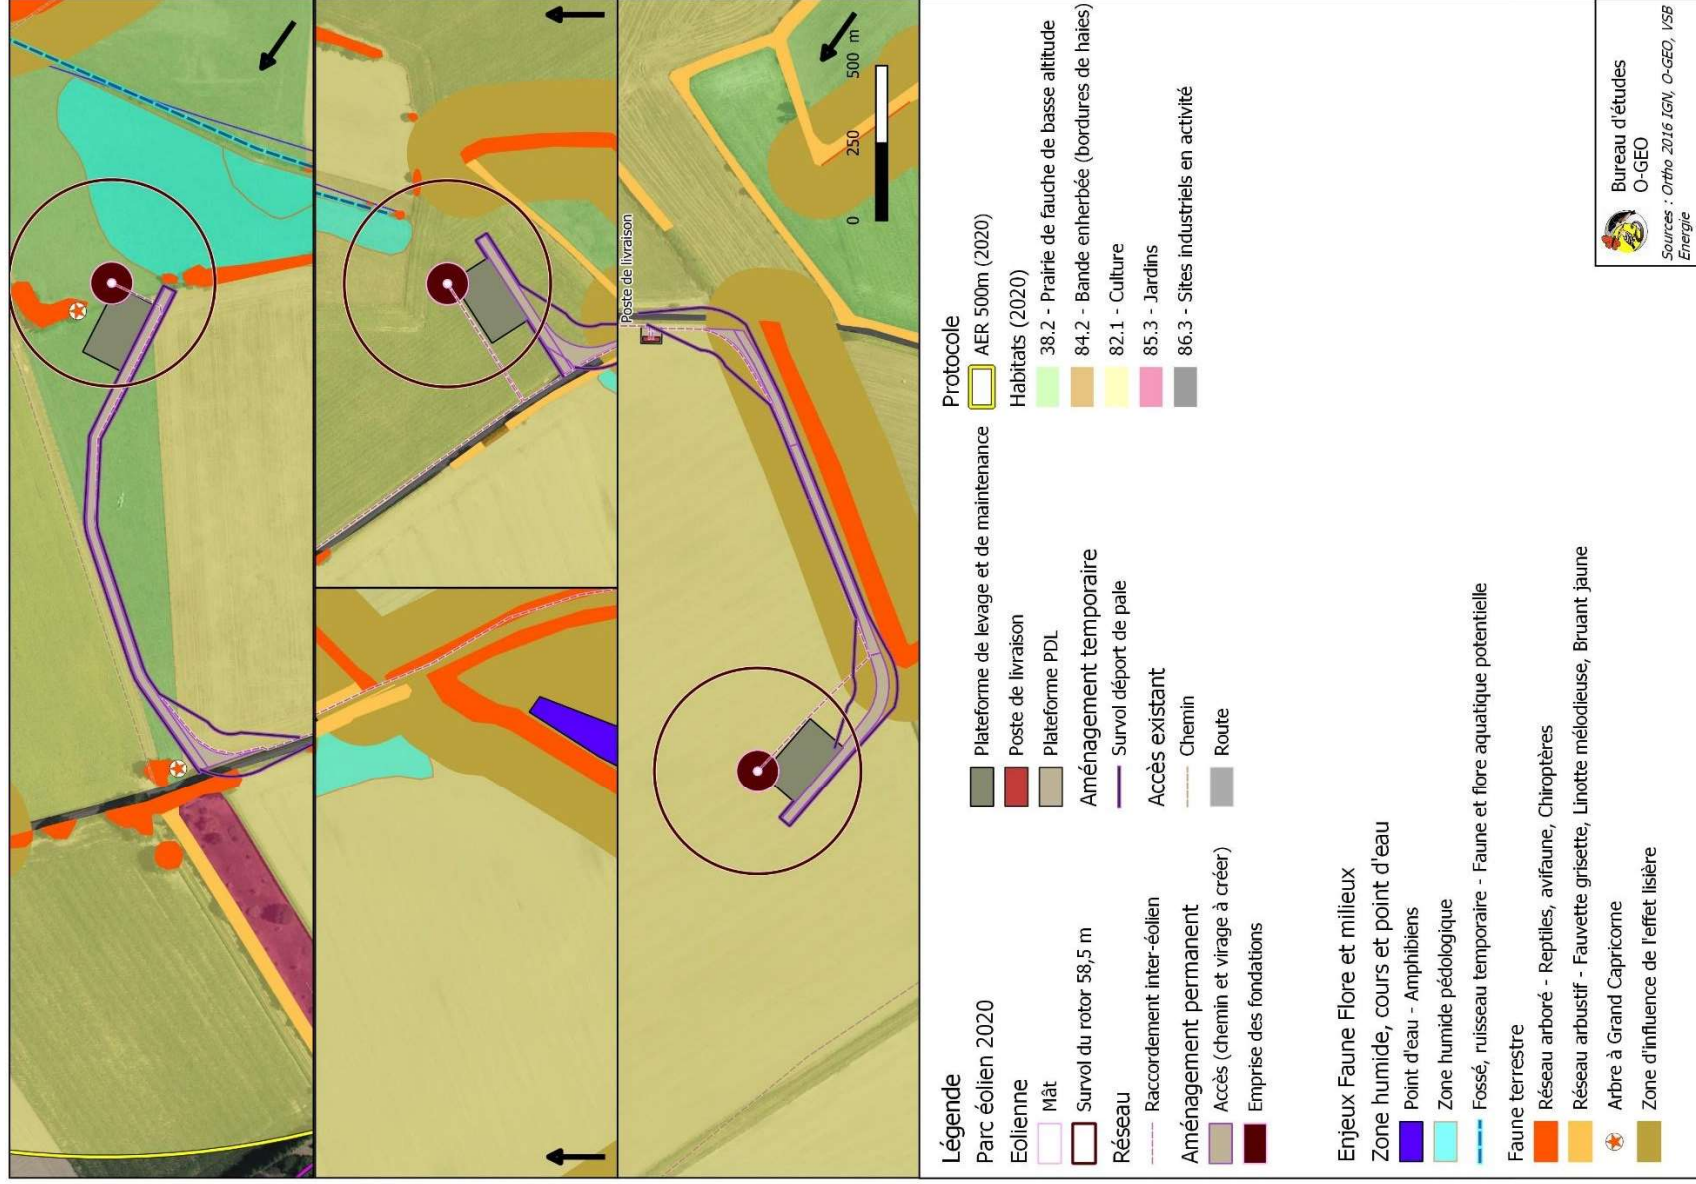 Poste de livraison
0 250 500 m
Légende
Parc éolien 2020
Eolienne
Mât
Survol du rotor 58,5 m
Réseau
Raccordement inter-éolien
Aménagement permanent
Accès (chemin et virage à créer)
Emprise des fondations
Plateforme de levage et de maintenance
Poste de livraison
Plateforme PDL
Aménagement temporaire
Survol déport de pale
Accès existant
Chemin
Route
Protocole
AER 500m (2020)
Habitats (2020)
38.2 - Prairie de fauche de basse altitude
84.2 - Bande enherbée (bordures de haies)
82.1 - Culture
85.3 - Jardins
86.3 - Sites industriels en activité
Enjeux Faune Flore et milieux
Zone humide, cours et point d'eau
Point d'eau - Amphibiens
Zone humide pédologique
Fossé, ruisseau temporaire - Faune et flore aquatique potentielle
Faune terrestre
Réseau arboré - Reptiles, avifaune, Chiroptères
Réseau arbustif - Fauvette grisette, Linotte mélodieuse, Bruant jaune
Arbre à Grand Capricorne
Zone d'influence de l'effet lisière
Bureau d'études
O-GEO
Sources : Ortho 2016 IGN, O-GEO, VSB
Energie